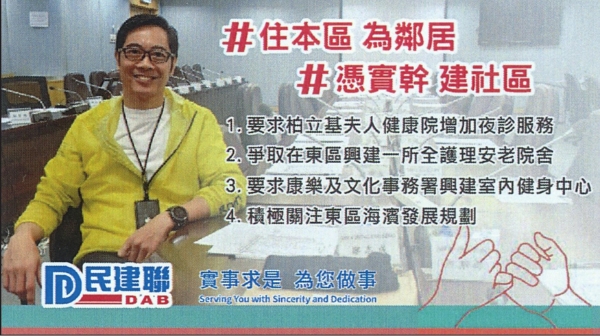 #住本區 為鄰居
#憑實幹 建社區
1. 要求柏立基夫人健康院增加夜診服務
2. 爭取在東區興建一所全護理安老院舍
3. 要求康樂及文化事務署興建室內健身中心
4. 積極關注東區海濱發展規劃
民建聯
DAB
實事求是 為您做事
Serving You with Sincerity and Dedication